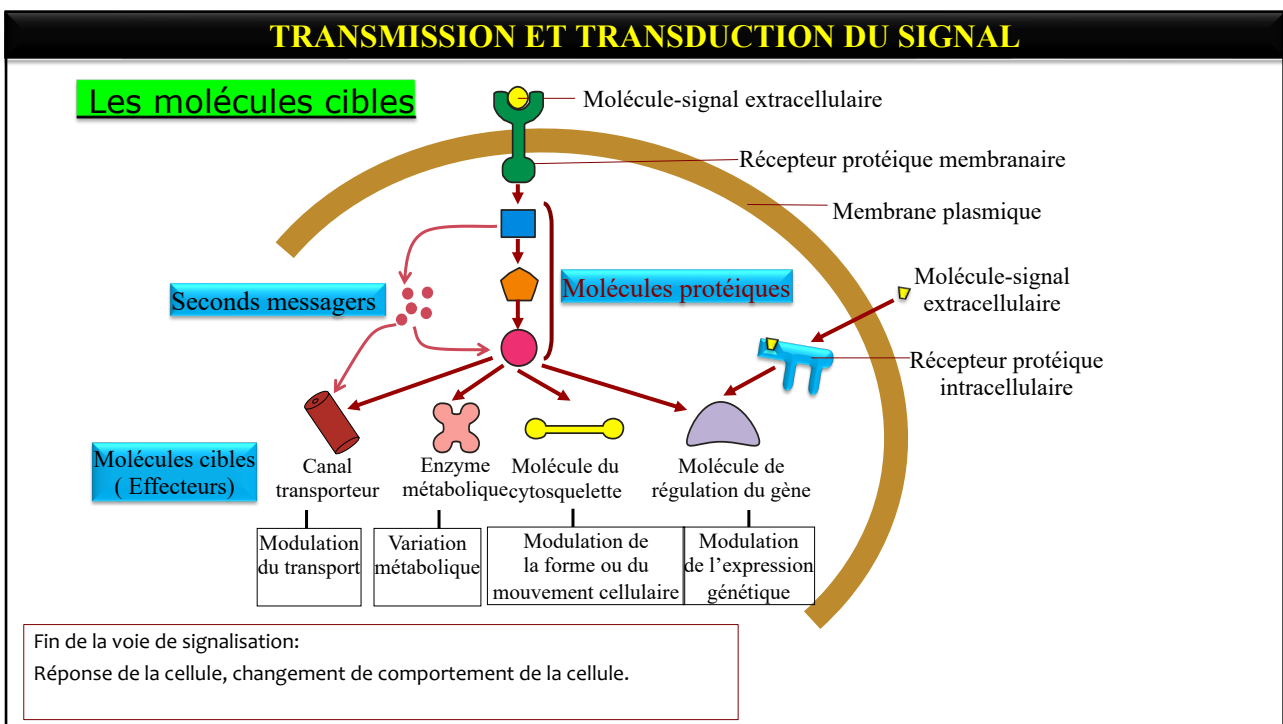 TRANSMISSION ET TRANSDUCTION DU SIGNAL
Les molécules cibles
Molécule-signal extracellulaire
Récepteur protéique membranaire
Membrane plasmique
Molécule-signal
extracellulaire
Seconds messagers
Molécules protéiques
Récepteur protéique
intracellulaire
Molécules cibles
( Effecteurs)
Canal
transporteur
Enzyme
métabolique
Molécule du
cytosquelette
Molécule de
régulation du gène
Modulation
du transport
Variation
métabolique
Modulation de
la forme ou du
mouvement cellulaire
Modulation
de l’expression
génétique
Fin de la voie de signalisation:
Réponse de la cellule, changement de comportement de la cellule.